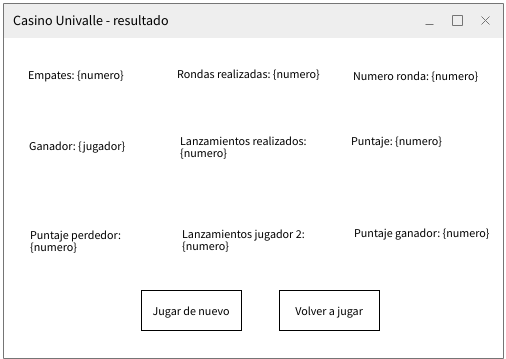 Casino Univalle - resultado
Empates: {numero}
Rondas realizadas: {numero}
Numero ronda: {numero}
Ganador: {jugador}
Lanzamientos realizados:
{numero}
Puntaje: {numero}
Puntaje perdedor:
{numero}
Lanzamientos jugador 2:
{numero}
Puntaje ganador: {numero}
Jugar de nuevo
Volver a jugar